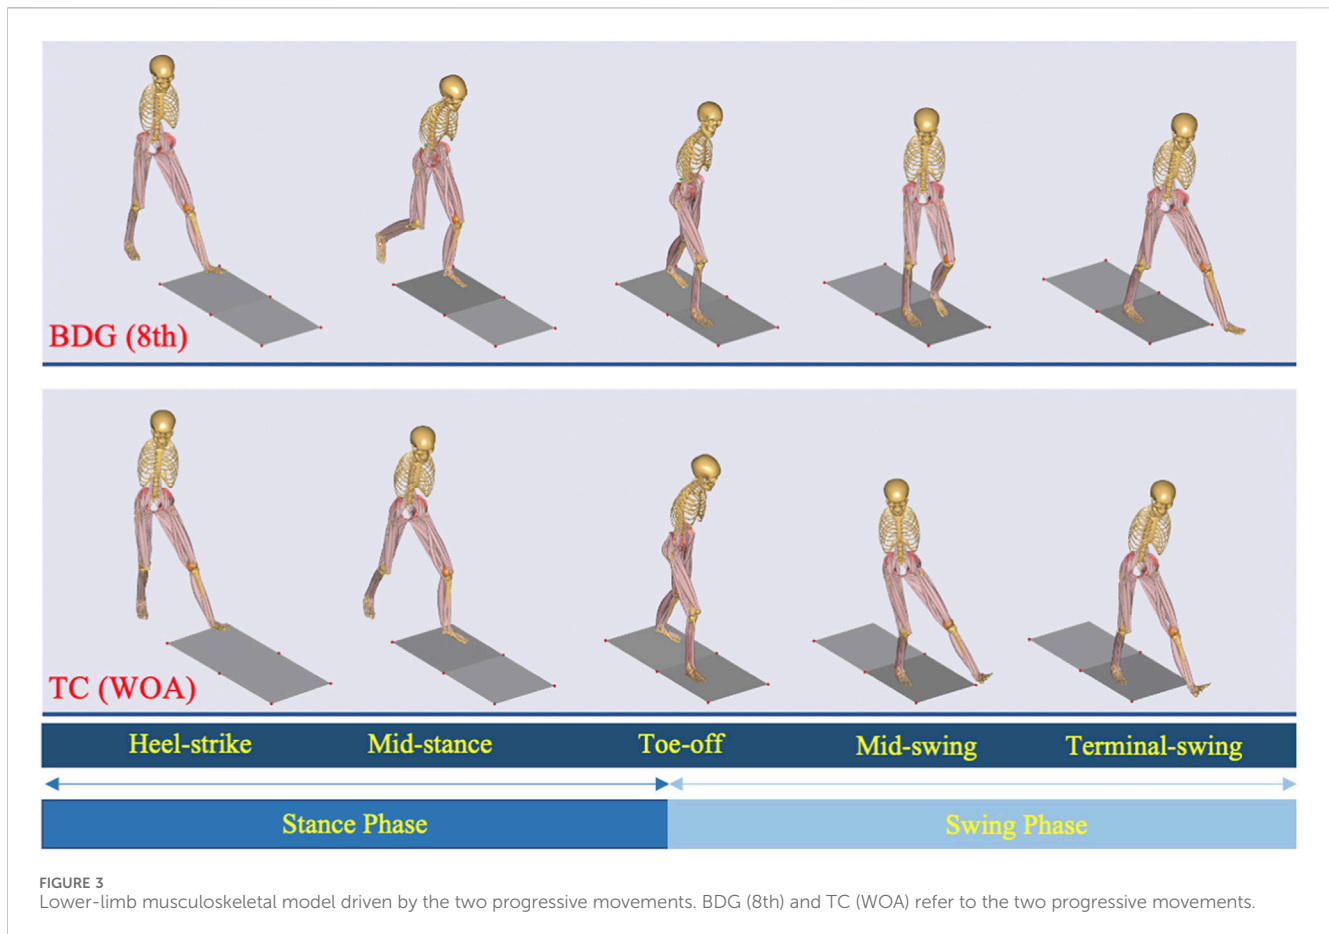 BDG (8th)
TC (WOA)
Heel-strike Mid-stance Toe-off Mid-swing Terminal-swing
Stance Phase Swing Phase
FIGURE 3
Lower-limb musculoskeletal model driven by the two progressive movements. BDG (8th) and TC (WOA) refer to the two progressive movements.